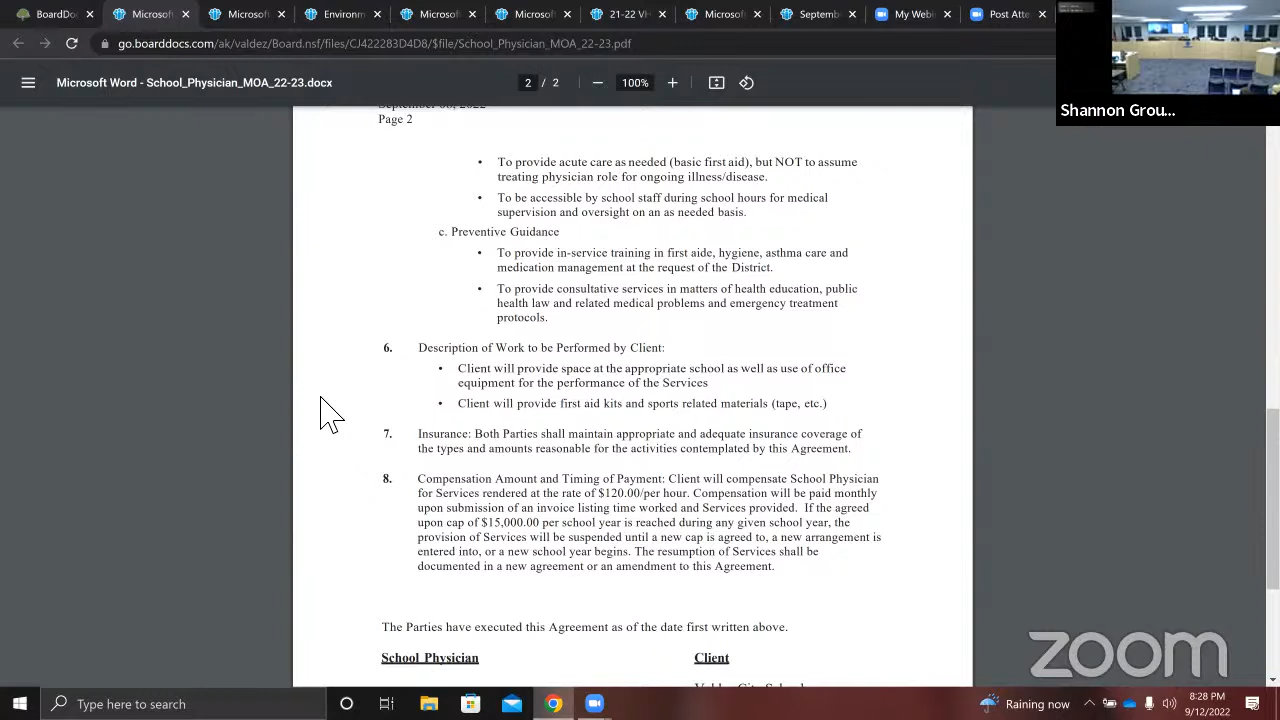 BoardDocs
Microsoft
Microsoft
Environm
Microsoft
Microsoft
21-22
Microsoft
September
My Mobile
Post Atte
go.boarddocs.com/ak/valdez/Board.nsf/files/CJ422283D4D8/$file/School_Physician_MOA_22-23.pdf
Microsoft Word - School_Physician_MOA_22-23.docx
2 / 2
100%
Shannon Grou...
September 08, 2022
Page 2
• To provide acute care as needed (basic first aid), but NOT to assume
treating physician role for ongoing illness/disease.
• To be accessible by school staff during school hours for medical
supervision and oversight on an as needed basis.
c. Preventive Guidance
• To provide in-service training in first aide, hygiene, asthma care and
medication management at the request of the District.
• To provide consultative services in matters of health education, public
health law and related medical problems and emergency treatment
protocols.
6. Description of Work to be Performed by Client:
• Client will provide space at the appropriate school as well as use of office
equipment for the performance of the Services
• Client will provide first aid kits and sports related materials (tape, etc.)
7. Insurance: Both Parties shall maintain appropriate and adequate insurance coverage of
the types and amounts reasonable for the activities contemplated by this Agreement.
8. Compensation Amount and Timing of Payment: Client will compensate School Physician
for Services rendered at the rate of $120.00/per hour. Compensation will be paid monthly
upon submission of an invoice listing time worked and Services provided. If the agreed
upon cap of $15,000.00 per school year is reached during any given school year, the
provision of Services will be suspended until a new cap is agreed to, a new arrangement is
entered into, or a new school year begins. The resumption of Services shall be
documented in a new agreement or an amendment to this Agreement.
The Parties have executed this Agreement as of the date first written above.
School Physician Client
zoom
Type here to search
Raining now
8:28 PM
9/12/2022